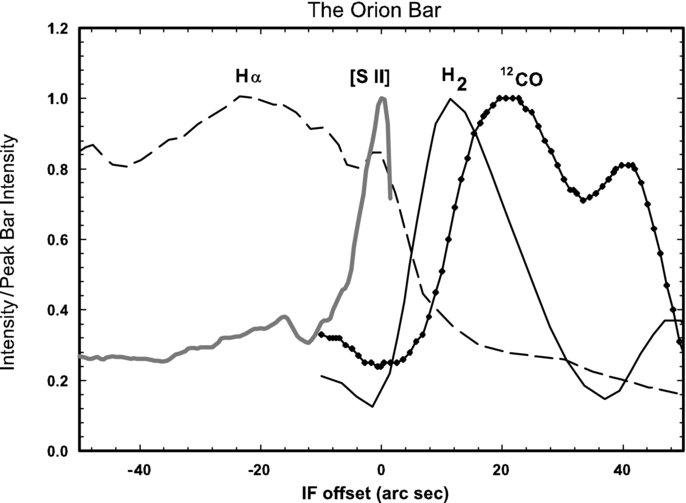 The Orion Bar
Intensity / Peak Bar Intensity
1.2
1.0
0.8
0.6
0.4
0.2
0.0
Hα
[S II]
H₂
¹²CO
-40
-20
0
20
40
IF offset (arc sec)